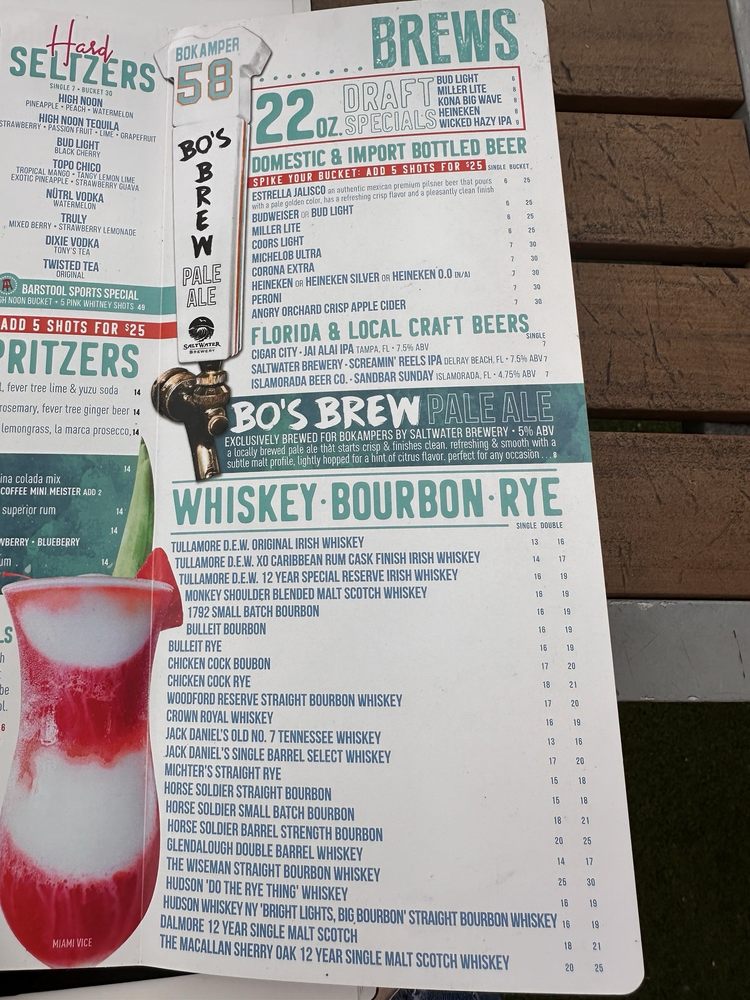 Hard
SELTZERS
SINGLE 7 • BUCKET 30
HIGH NOON
PINEAPPLE • PEACH • WATERMELON
HIGH NOON TEQUILA
STRAWBERRY • PASSION FRUIT • LIME • GRAPEFRUIT
BUD LIGHT
BLACK CHERRY
TOPO CHICO
TROPICAL MANGO • TANGY LEMON LIME
EXOTIC PINEAPPLE • STRAWBERRY GUAVA
NÜTRL VODKA
WATERMELON
TRULY
MIXED BERRY • STRAWBERRY LEMONADE
DIXIE VODKA
TONY'S TEA
TWISTED TEA
ORIGINAL
BARSTOOL SPORTS SPECIAL
GH NOON BUCKET • 5 PINK WHITNEY SHOTS 49
ADD 5 SHOTS FOR $25
PRITZERS
l, fever tree lime & yuzu soda 14
rosemary, fever tree ginger beer 14
lemongrass, la marca prosecco, 14
14
ina colada mix
COFFEE MINI MEISTER ADD 2
14
superior rum
14
WBERRY • BLUEBERRY
14
um
LS
h
be
ol.
6
MIAMI VICE
BOKAMPER
58
BO'S
BREW
PALE
ALE
SALTWATER
BREWERY
BREWS
22 OZ. DRAFT SPECIALS
BUD LIGHT 6
MILLER LITE 8
KONA BIG WAVE 8
HEINEKEN 8
WICKED HAZY IPA 9
DOMESTIC & IMPORT BOTTLED BEER
SPIKE YOUR BUCKET: ADD 5 SHOTS FOR $25 SINGLE BUCKET
ESTRELLA JALISCO an authentic mexican premium pilsner beer that pours 6 25
with a pale golden color, has a refreshing crisp flavor and a pleasantly clean finish
BUDWEISER OR BUD LIGHT 6 25
MILLER LITE 6 25
COORS LIGHT 6 25
MICHELOB ULTRA 7 30
CORONA EXTRA 7 30
HEINEKEN OR HEINEKEN SILVER OR HEINEKEN 0.0 (N/A) 7 30
PERONI 7 30
ANGRY ORCHARD CRISP APPLE CIDER 7 30
FLORIDA & LOCAL CRAFT BEERS
SINGLE
CIGAR CITY • JAI ALAI IPA TAMPA, FL • 7.5% ABV 7
SALTWATER BREWERY • SCREAMIN' REELS IPA DELRAY BEACH, FL • 7.5% ABV 7
ISLAMORADA BEER CO. • SANDBAR SUNDAY ISLAMORADA, FL • 4.75% ABV 7
BO'S BREW PALE ALE
EXCLUSIVELY BREWED FOR BOKAMPERS BY SALTWATER BREWERY • 5% ABV
a locally brewed pale ale that starts crisp & finishes clean. refreshing & smooth with a
subtle malt profile, lightly hopped for a hint of citrus flavor. perfect for any occasion . . . 8
WHISKEY • BOURBON • RYE
SINGLE DOUBLE
TULLAMORE D.E.W. ORIGINAL IRISH WHISKEY 13 16
TULLAMORE D.E.W. XO CARIBBEAN RUM CASK FINISH IRISH WHISKEY 14 17
TULLAMORE D.E.W. 12 YEAR SPECIAL RESERVE IRISH WHISKEY 16 19
MONKEY SHOULDER BLENDED MALT SCOTCH WHISKEY 16 19
1792 SMALL BATCH BOURBON 16 19
BULLEIT BOURBON 16 19
BULLEIT RYE 16 19
CHICKEN COCK BOUBON 17 20
CHICKEN COCK RYE 18 21
WOODFORD RESERVE STRAIGHT BOURBON WHISKEY 17 20
CROWN ROYAL WHISKEY 16 19
JACK DANIEL'S OLD NO. 7 TENNESSEE WHISKEY 13 16
JACK DANIEL'S SINGLE BARREL SELECT WHISKEY 17 20
MICHTER'S STRAIGHT RYE 15 18
HORSE SOLDIER STRAIGHT BOURBON 15 18
HORSE SOLDIER SMALL BATCH BOURBON 18 21
HORSE SOLDIER BARREL STRENGTH BOURBON 20 25
GLENDALOUGH DOUBLE BARREL WHISKEY 14 17
THE WISEMAN STRAIGHT BOURBON WHISKEY 25 30
HUDSON 'DO THE RYE THING' WHISKEY 16 19
HUDSON WHISKEY NY 'BRIGHT LIGHTS, BIG BOURBON' STRAIGHT BOURBON WHISKEY 16 19
DALMORE 12 YEAR SINGLE MALT SCOTCH 18 21
THE MACALLAN SHERRY OAK 12 YEAR SINGLE MALT SCOTCH WHISKEY 20 25